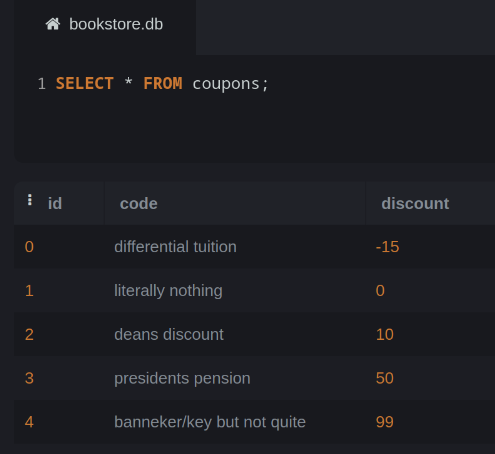 bookstore.db
1 SELECT * FROM coupons;
id code discount
0 differential tuition -15
1 literally nothing 0
2 deans discount 10
3 presidents pension 50
4 banneker/key but not quite 99